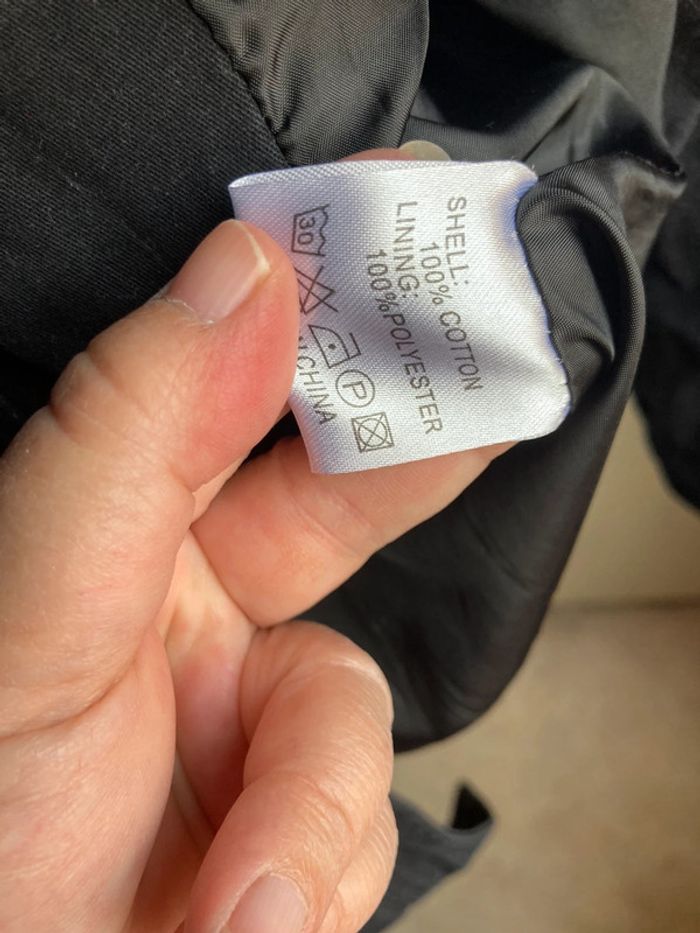 SHELL:
100% COTTON
LINING:
100%POLYESTER
30 P
CHINA